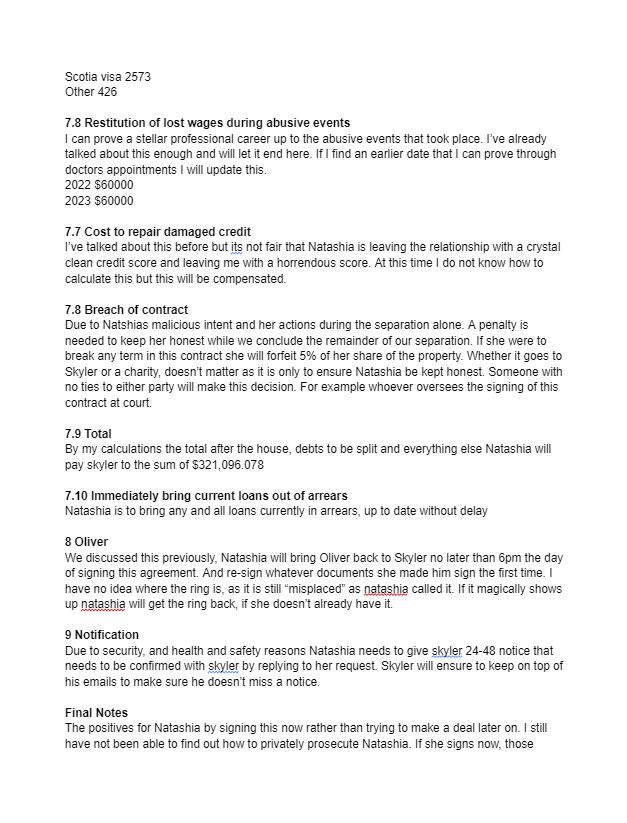 Scotia visa 2573
Other 426
7.8 Restitution of lost wages during abusive events
I can prove a stellar professional career up to the abusive events that took place. I've already
talked about this enough and will let it end here. If I find an earlier date that I can prove through
doctors appointments I will update this.
2022 $60000
2023 $60000
7.7 Cost to repair damaged credit
I've talked about this before but its not fair that Natashia is leaving the relationship with a crystal
clean credit score and leaving me with a horrendous score. At this time I do not know how to
calculate this but this will be compensated.
7.8 Breach of contract
Due to Natshias malicious intent and her actions during the separation alone. A penalty is
needed to keep her honest while we conclude the remainder of our separation. If she were to
break any term in this contract she will forfeit 5% of her share of the property. Whether it goes to
Skyler or a charity, doesn't matter as it is only to ensure Natashia be kept honest. Someone with
no ties to either party will make this decision. For example whoever oversees the signing of this
contract at court.
7.9 Total
By my calculations the total after the house, debts to be split and everything else Natashia will
pay skyler to the sum of $321,096.078
7.10 Immediately bring current loans out of arrears
Natashia is to bring any and all loans currently in arrears, up to date without delay
8 Oliver
We discussed this previously, Natashia will bring Oliver back to Skyler no later than 6pm the day
of signing this agreement. And re-sign whatever documents she made him sign the first time. I
have no idea where the ring is, as it is still “misplaced” as natashia called it. If it magically shows
up natashia will get the ring back, if she doesn't already have it.
9 Notification
Due to security, and health and safety reasons Natashia needs to give skyler 24-48 notice that
needs to be confirmed with skyler by replying to her request. Skyler will ensure to keep on top of
his emails to make sure he doesn't miss a notice.
Final Notes
The positives for Natashia by signing this now rather than trying to make a deal later on. I still
have not been able to find out how to privately prosecute Natashia. If she signs now, those